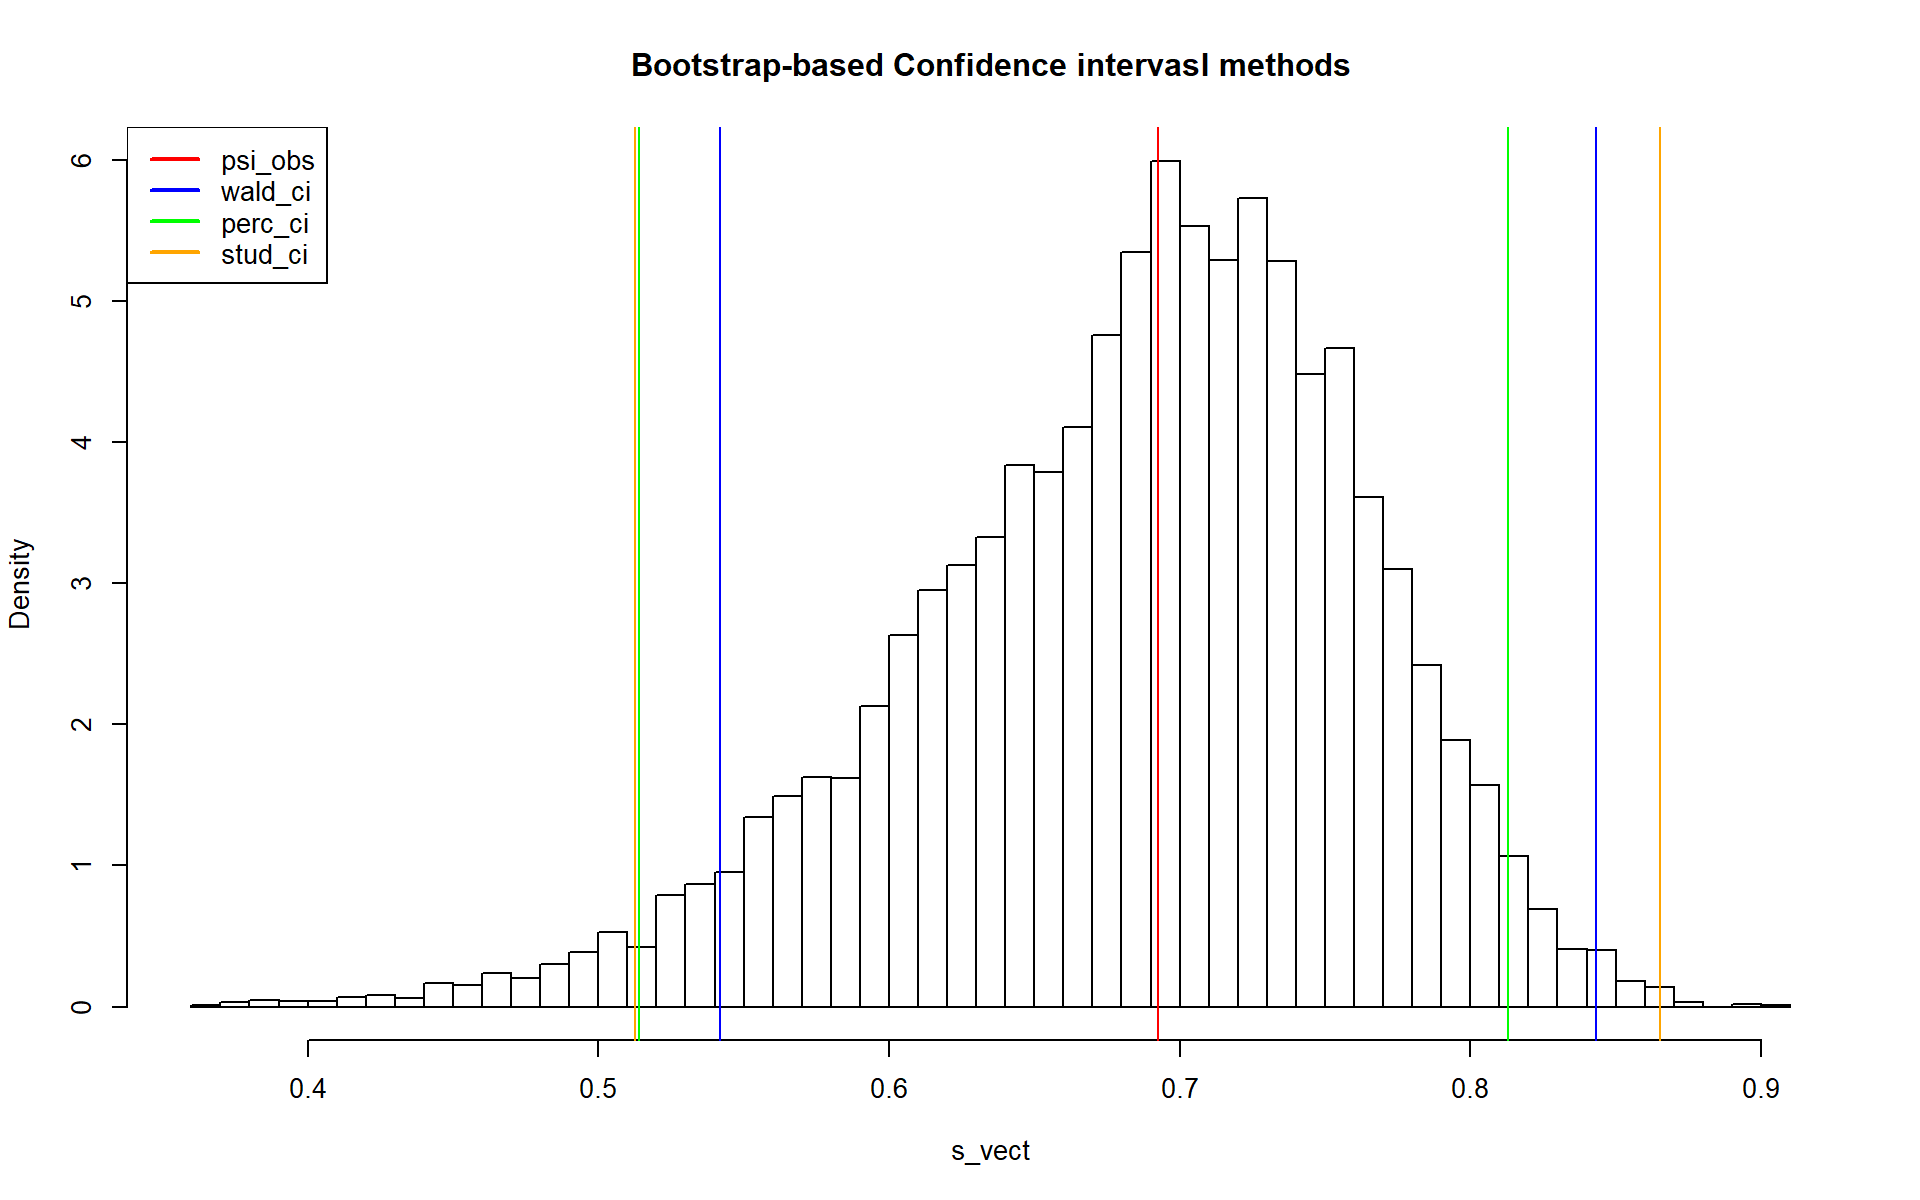 Bootstrap-based Confidence intervasl methods
psi_obs
wald_ci
perc_ci
stud_ci
6
5
4
3
2
1
0
Density
0.4 0.5 0.6 0.7 0.8 0.9
s_vect